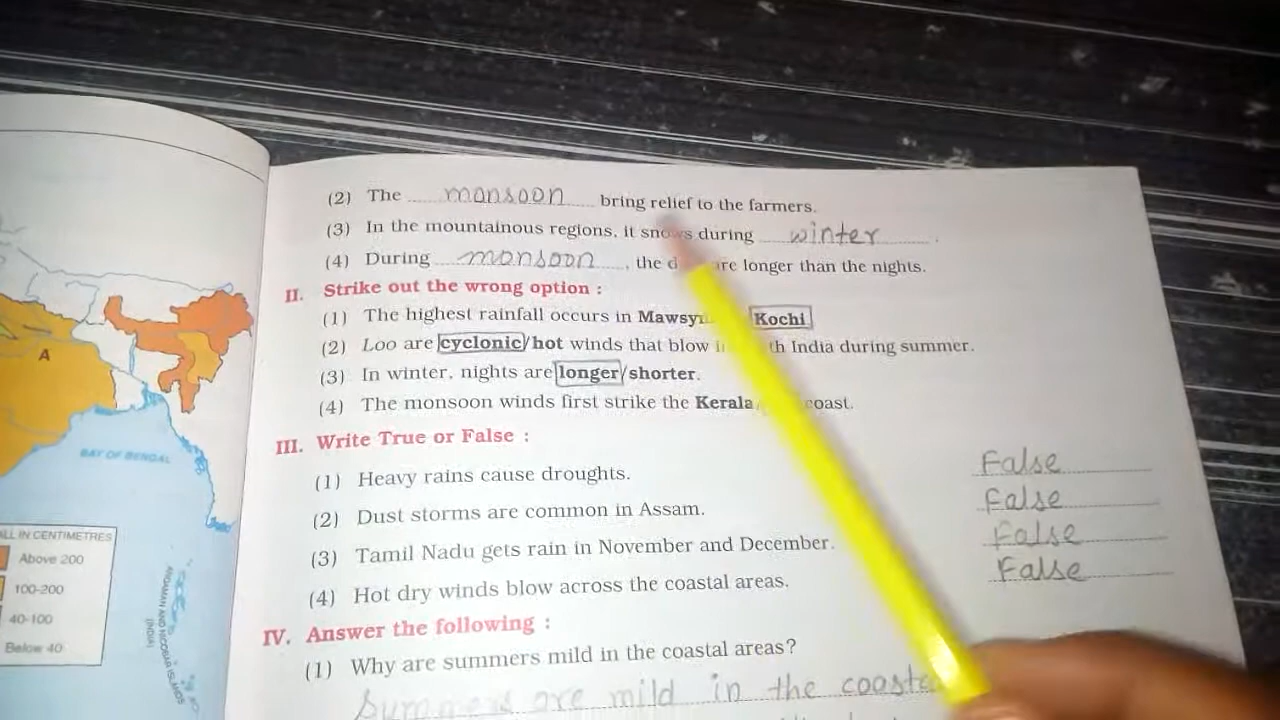 (2) The monsoon bring relief to the farmers.
(3) In the mountainous regions, it snows during winter.
(4) During monsoon, the are longer than the nights.
II. Strike out the wrong option :
(1) The highest rainfall occurs in Kochi
(2) Loo are cyclonic/hot winds that blow India during summer.
(3) In winter, nights are longer/shorter.
(4) The monsoon winds first strike the Kerala coast.
III. Write True or False :
(1) Heavy rains cause droughts. False
(2) Dust storms are common in Assam. False
(3) Tamil Nadu gets rain in November and December. False
(4) Hot dry winds blow across the coastal areas. False
IV. Answer the following :
(1) Why are summers mild in the coastal areas?
Summers are mild in the
A
BAY OF BENGAL
IN CENTIMETRES
Above 200
100-200
40-100
Below 40
ANDMAN AND NICOBAR ISLANDS
(INDIA)